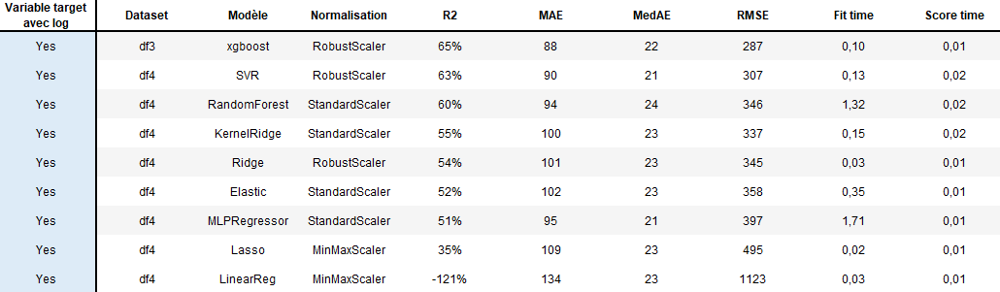 Variable target avec log Dataset Modèle Normalisation R2 MAE MedAE RMSE Fit time Score time
Yes df3 xgboost RobustScaler 65% 88 22 287 0,10 0,01
Yes df4 SVR RobustScaler 63% 90 21 307 0,13 0,02
Yes df4 RandomForest StandardScaler 60% 94 24 346 1,32 0,02
Yes df4 KernelRidge StandardScaler 55% 100 23 337 0,15 0,02
Yes df4 Ridge RobustScaler 54% 101 23 345 0,03 0,01
Yes df4 Elastic StandardScaler 52% 102 23 358 0,35 0,01
Yes df4 MLPRegressor StandardScaler 51% 95 21 397 1,71 0,01
Yes df4 Lasso MinMaxScaler 35% 109 23 495 0,02 0,01
Yes df4 LinearReg MinMaxScaler -121% 134 23 1123 0,03 0,01